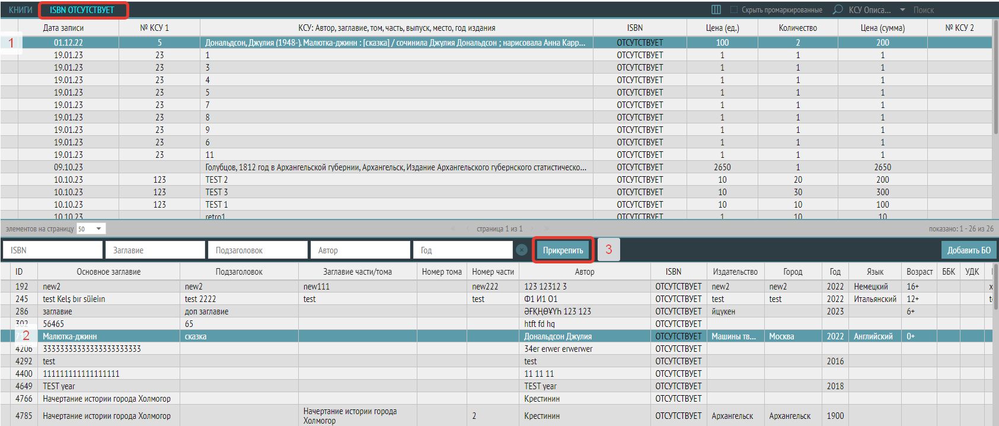 КНИГИ ISBN ОТСУТСТВУЕТ Скрыть промаркированные КСУ Описа... Поиск
Дата записи № КСУ 1 КСУ: Автор, заглавие, том, часть, выпуск, место, год издания ISBN Цена (ед.) Количество Цена (сумма) № КСУ 2
1 01.12.22 5 Дональдсон, Джулия (1948-). Малютка-джинн : [сказка] / сочинила Джулия Дональдсон ; нарисовала Анна Карр... ОТСУТСТВУЕТ 100 2 200
19.01.23 23 1 ОТСУТСТВУЕТ 1 1 1
19.01.23 23 3 ОТСУТСТВУЕТ 1 1 1
19.01.23 23 4 ОТСУТСТВУЕТ 1 1 1
19.01.23 23 5 ОТСУТСТВУЕТ 1 1 1
19.01.23 23 7 ОТСУТСТВУЕТ 1 1 1
19.01.23 23 8 ОТСУТСТВУЕТ 1 1 1
19.01.23 23 9 ОТСУТСТВУЕТ 1 1 1
19.01.23 23 6 ОТСУТСТВУЕТ 1 1 1
19.01.23 23 11 ОТСУТСТВУЕТ 1 1 1
09.10.23 Голубцов, 1812 год в Архангельской губернии, Архангельск, Издание Архангельского губернского статистическо... ОТСУТСТВУЕТ 2650 1 2650
10.10.23 123 TEST 2 ОТСУТСТВУЕТ 10 20 200
10.10.23 123 TEST 3 ОТСУТСТВУЕТ 10 30 300
10.10.23 123 TEST 1 ОТСУТСТВУЕТ 10 10 100
10.10.23 retro1 ОТСУТСТВУЕТ 1 10 10
элементов на страницу 50 страница 1 из 1 показано: 1 - 26 из 26
ISBN Заглавие Подзаголовок Автор Год Прикрепить 3 Добавить БО
ID Основное заглавие Подзаголовок Заглавие части/тома Номер тома Номер части Автор ISBN Издательство Город Год Язык Возраст ББК УДК
192 new2 new2 new111 new222 123 12312 3 ОТСУТСТВУЕТ new2 new2 2022 Немецкий 16+ x
245 test Kelş bır süieiın test 2222 test test Ф1 И1 О1 ОТСУТСТВУЕТ test test 2022 Итальянский 12+
286 заглавие доп заглавие ӘҒҚҢӨҰҮҺ 123 123 ОТСУТСТВУЕТ йцукен 2023 6+
302 56465 65 htft fd hq ОТСУТСТВУЕТ
2 Малютка-джинн сказка Дональдсон Джулия ОТСУТСТВУЕТ Машины тв... Москва 2022 Английский 0+
4206 33333333333333333333333 34er erwer erwerwer ОТСУТСТВУЕТ
4292 test test ОТСУТСТВУЕТ 2016
4400 111111111111111111 11 11 11 ОТСУТСТВУЕТ
4649 TEST year TEST year ОТСУТСТВУЕТ 2018
4766 Начертание истории города Холмогор Крестинин ОТСУТСТВУЕТ
4785 Начертание истории города Холмогор Начертание истории города 2 Крестинин ОТСУТСТВУЕТ Архангельск Архангельск 1900
Холмогор